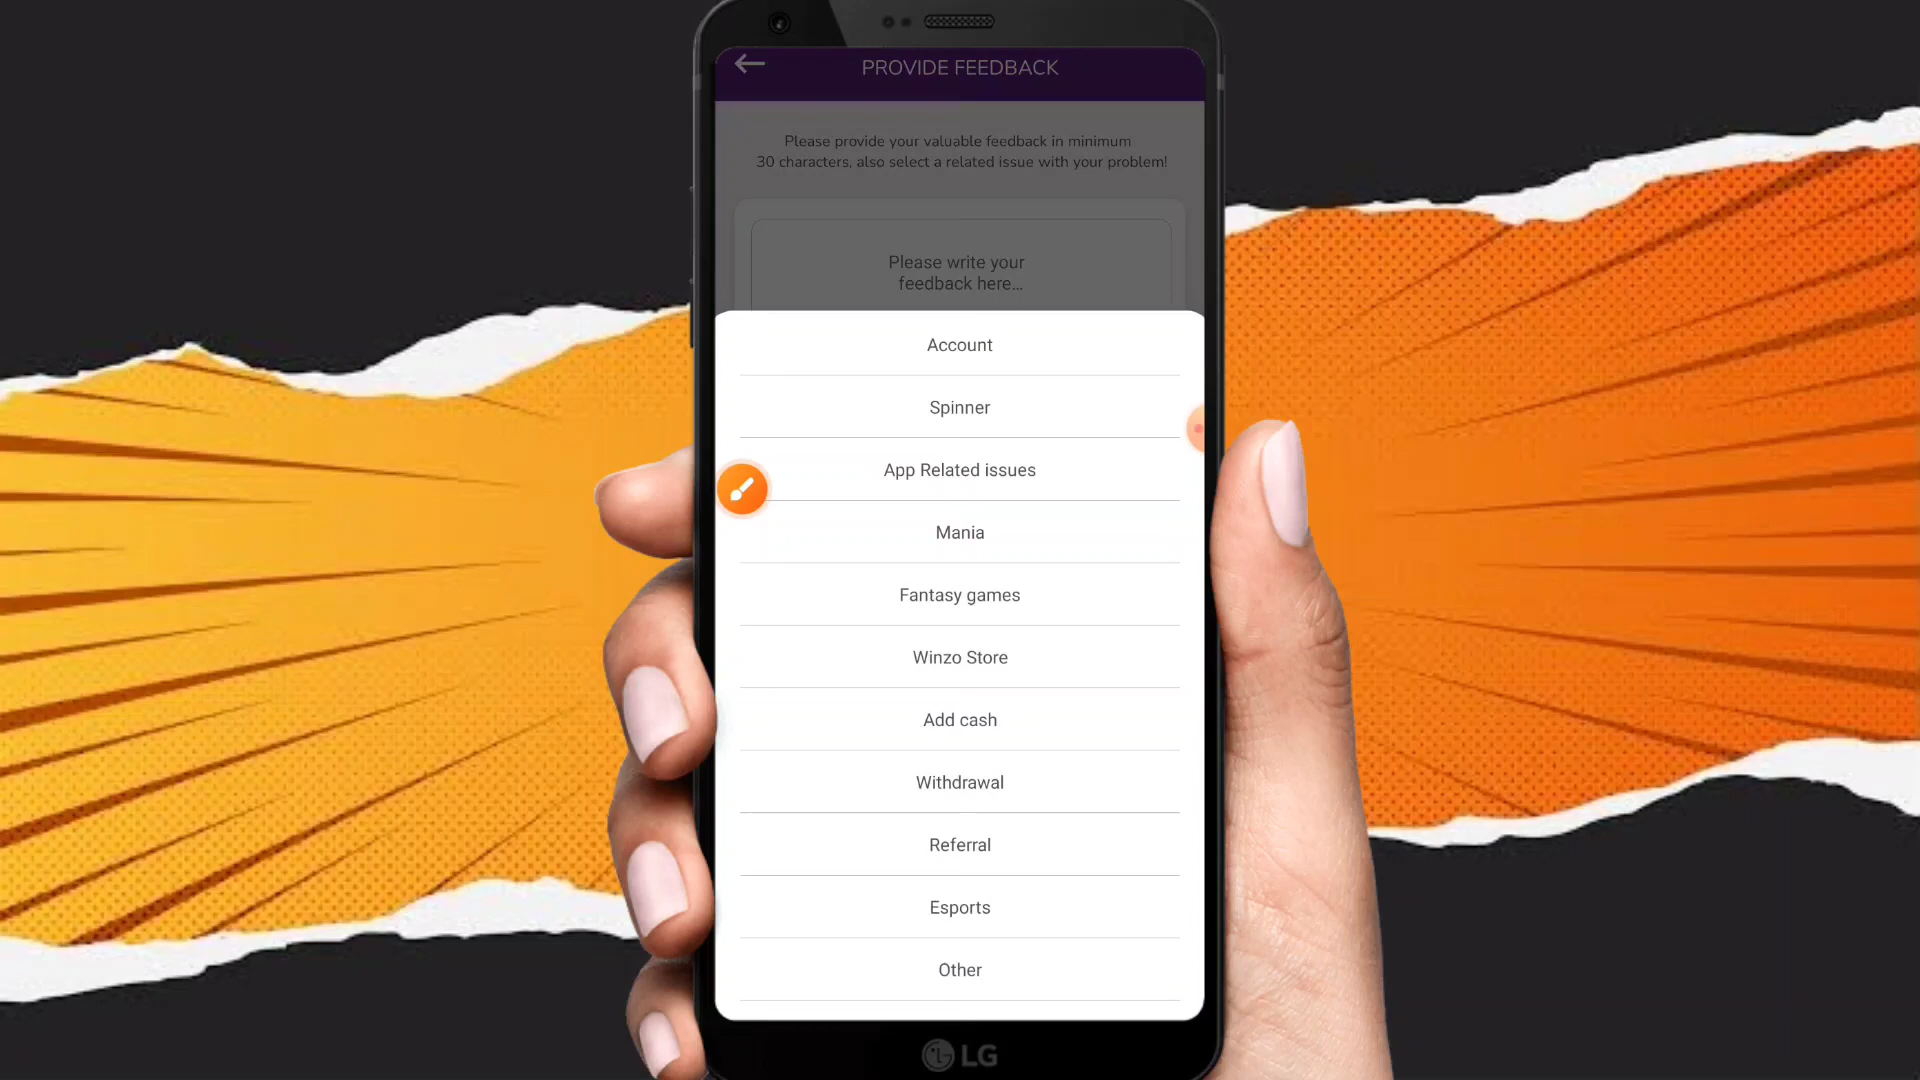 PROVIDE FEEDBACK
Please provide your valuable feedback in minimum
30 characters, also select a related issue with your problem!
Please write your
feedback here...
Account
Spinner
App Related issues
Mania
Fantasy games
Winzo Store
Add cash
Withdrawal
Referral
Esports
Other
LG